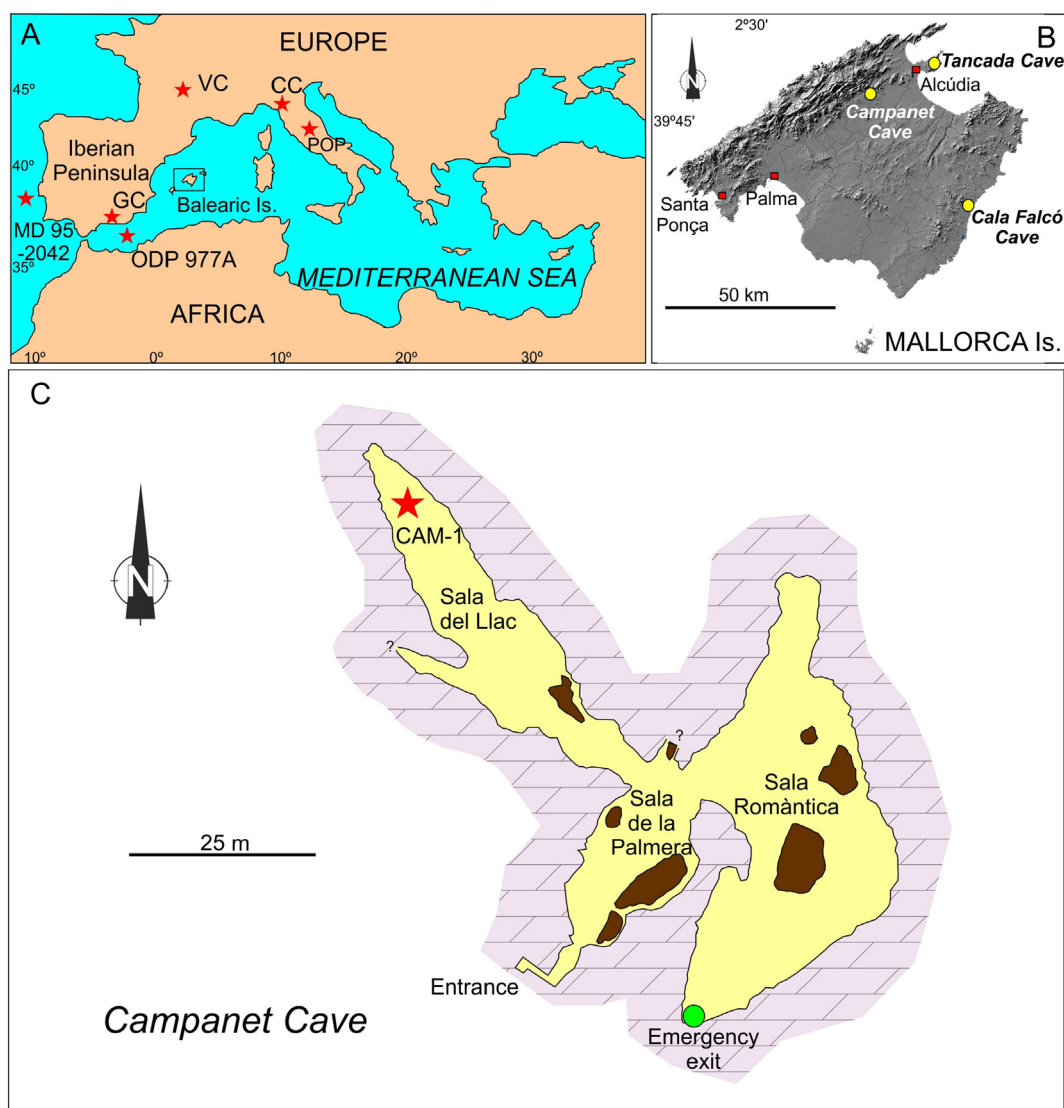 A
EUROPE
45º
VC
CC
POP
40º
Iberian
Peninsula
GC
Balearic Is.
MD 95
-2042
35º
ODP 977A
MEDITERRANEAN SEA
AFRICA
10º
0º
10º
20º
30º
B
2º30'
N
Tancada Cave
Alcúdia
Campanet
Cave
39º45'
Palma
Santa
Ponça
Cala Falcó
Cave
50 km
MALLORCA Is.
C
N
CAM-1
Sala
del Llac
?
?
Sala
de la
Palmera
Sala
Romàntica
25 m
Entrance
Campanet Cave
Emergency
exit